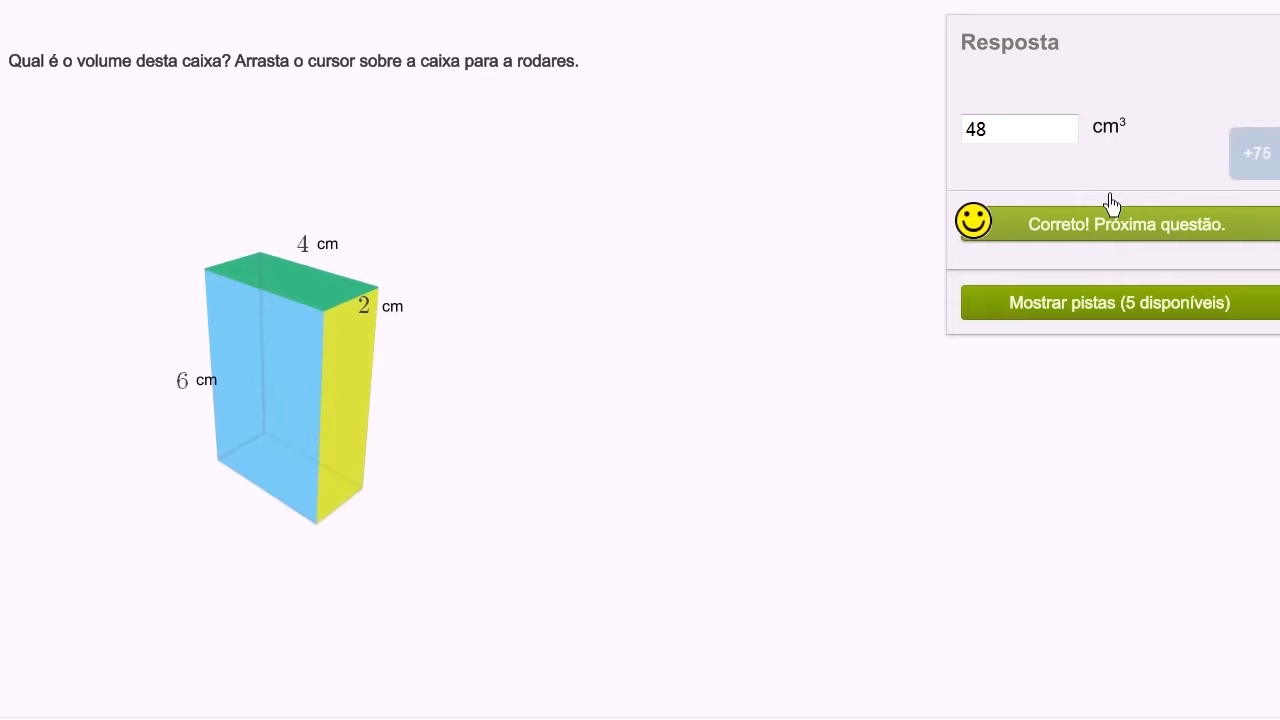 Qual é o volume desta caixa? Arrasta o cursor sobre a caixa para a rodares.
4 cm
2 cm
6 cm
Resposta
48 cm³
+75
Correto! Próxima questão.
Mostrar pistas (5 disponíveis)